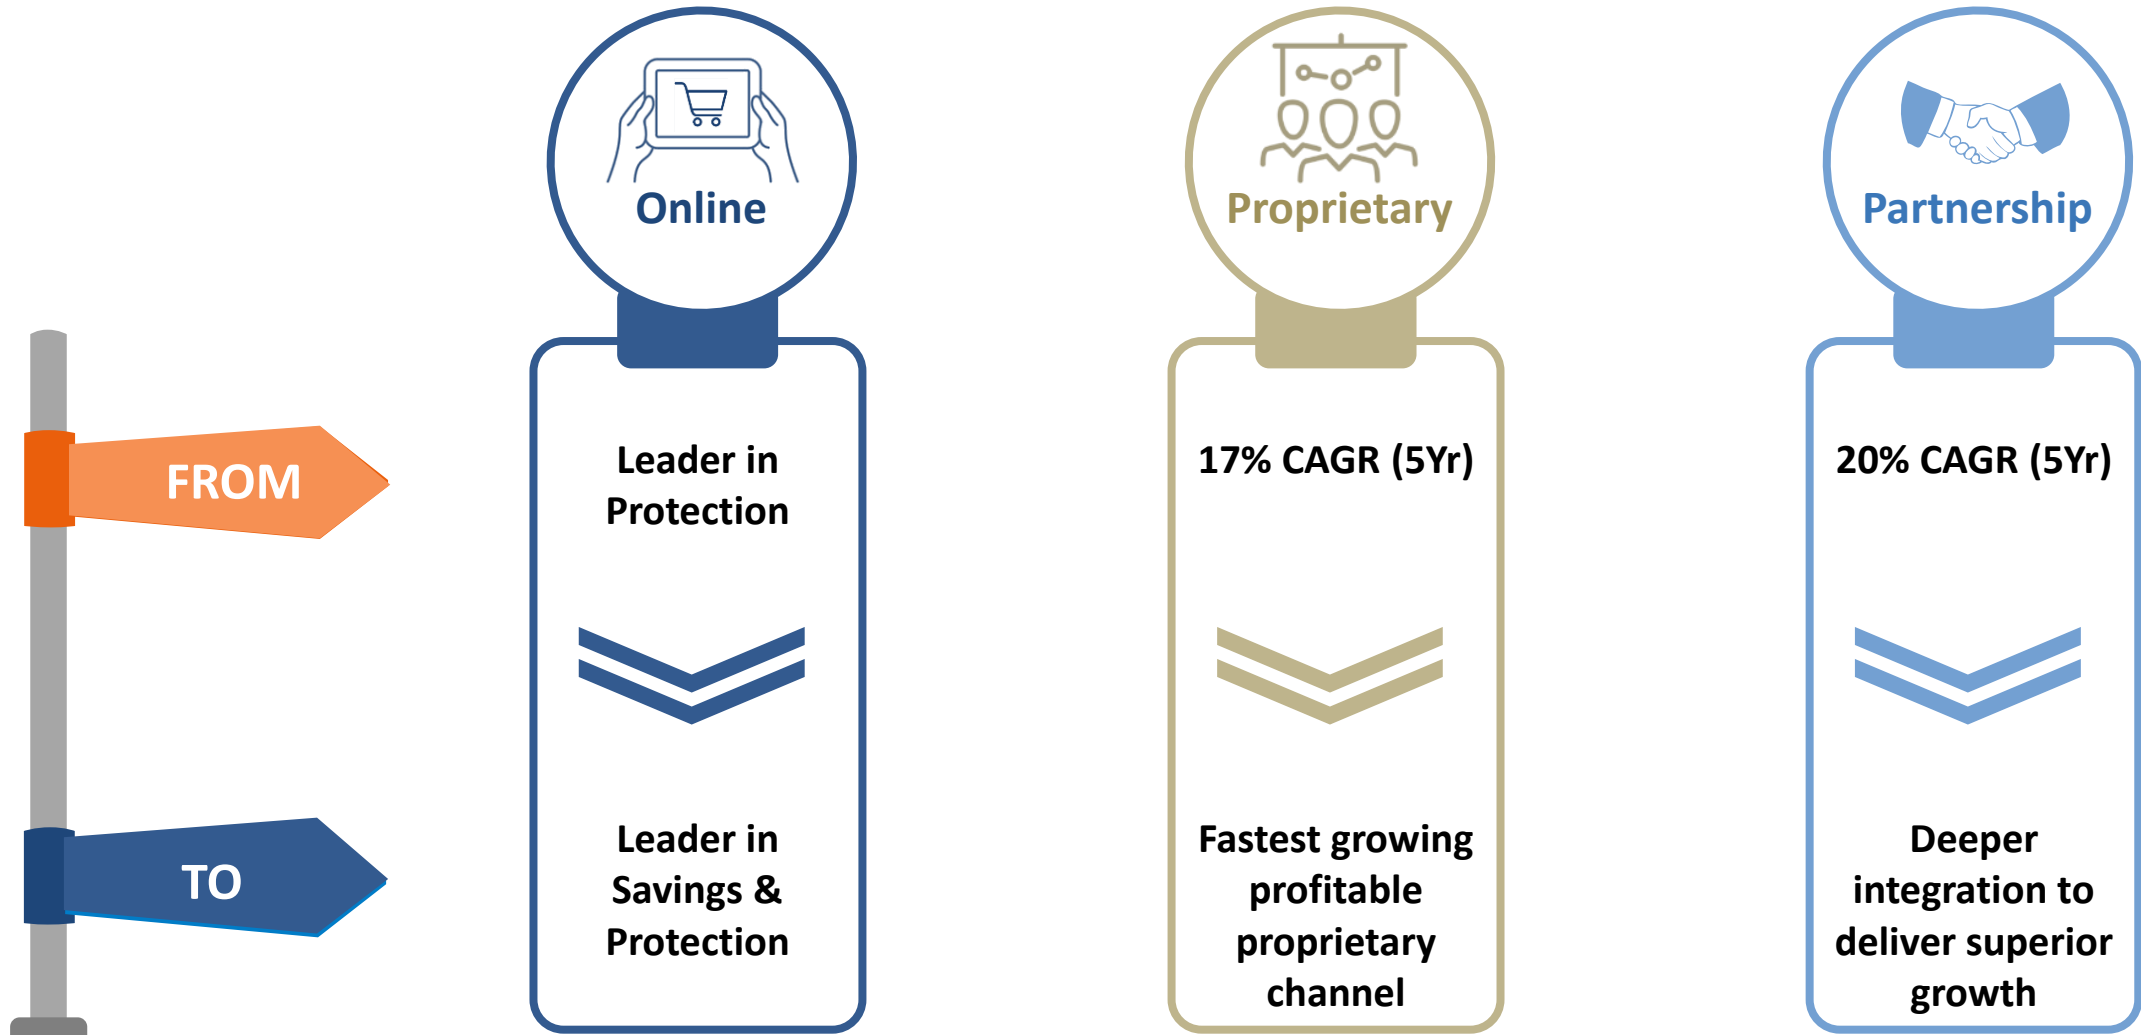 Online
Proprietary
Partnership
FROM
Leader in
Protection
17% CAGR (5Yr)
20% CAGR (5Yr)
TO
Leader in
Savings &
Protection
Fastest growing
profitable
proprietary
channel
Deeper
integration to
deliver superior
growth